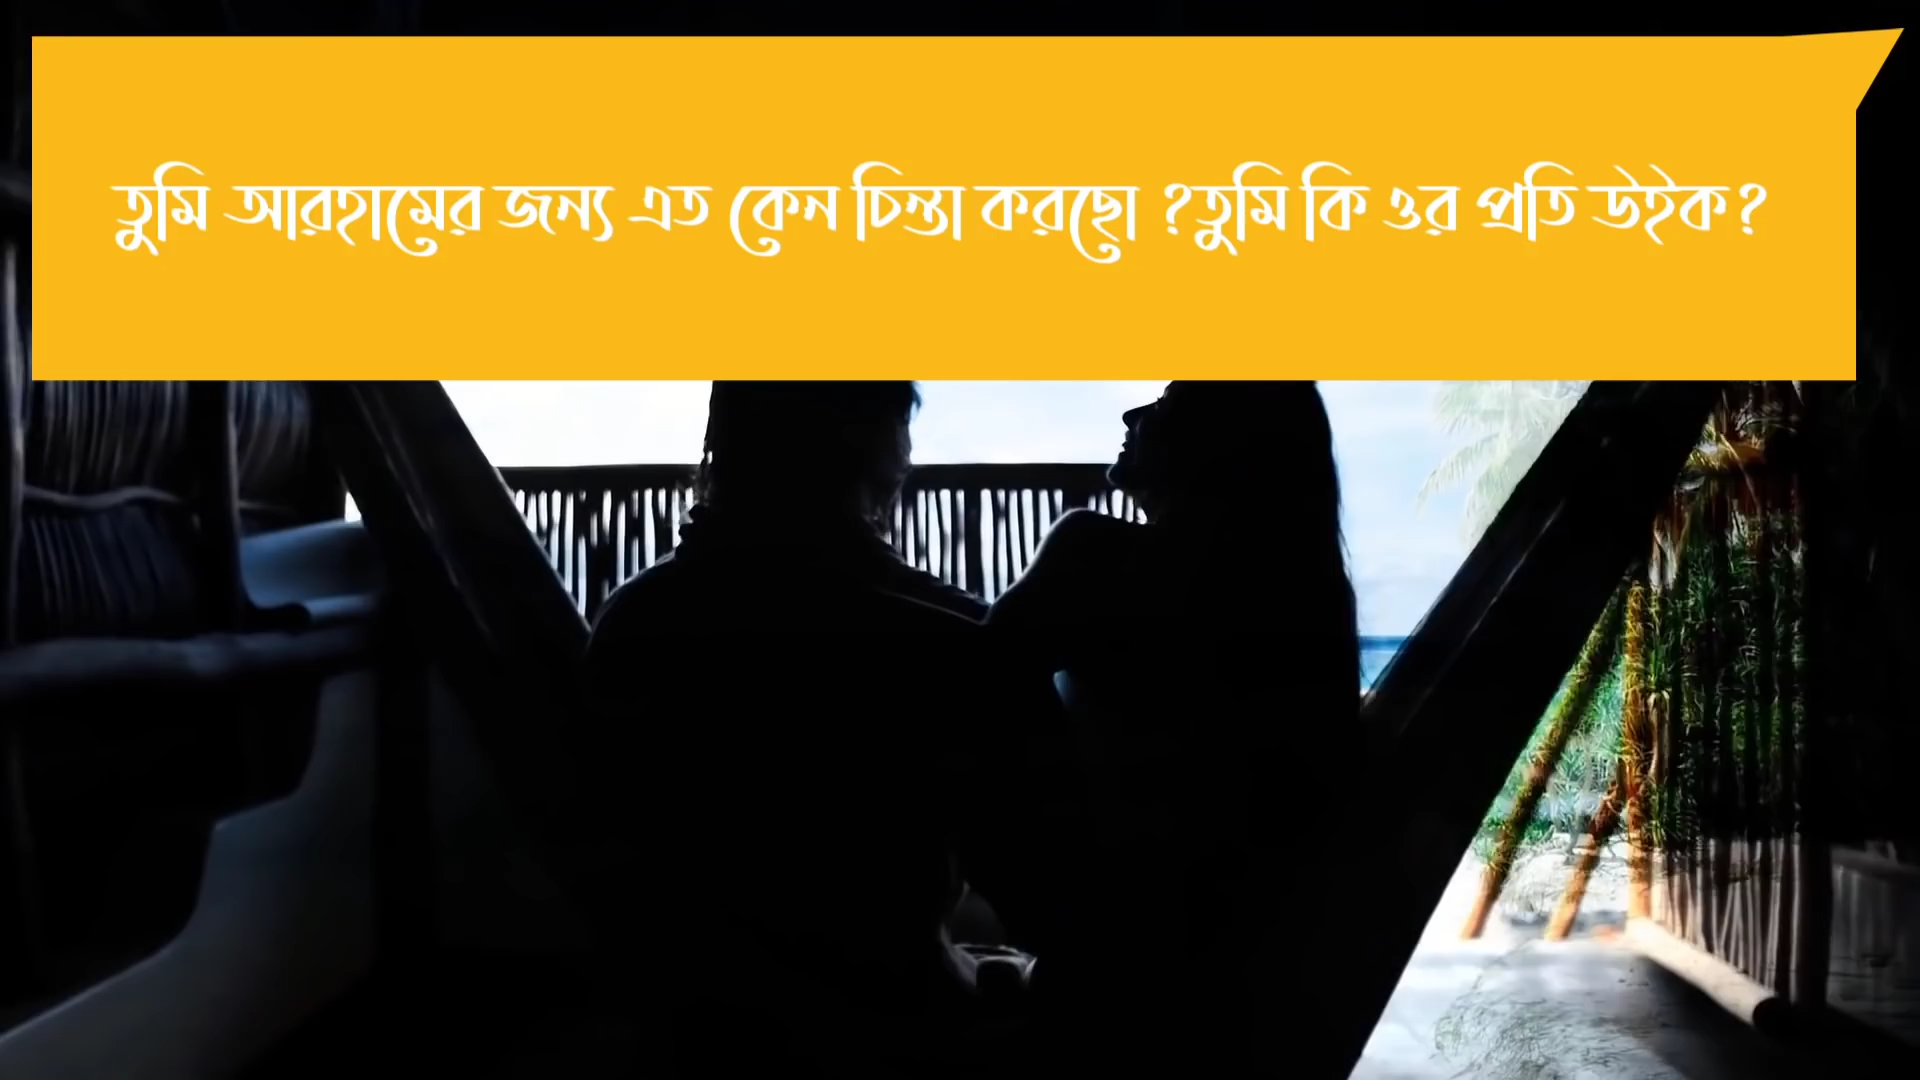 তুমি আরহামের জন্য এত কেন চিন্তা করছো ?তুমি কি ওর প্রতি উইক?